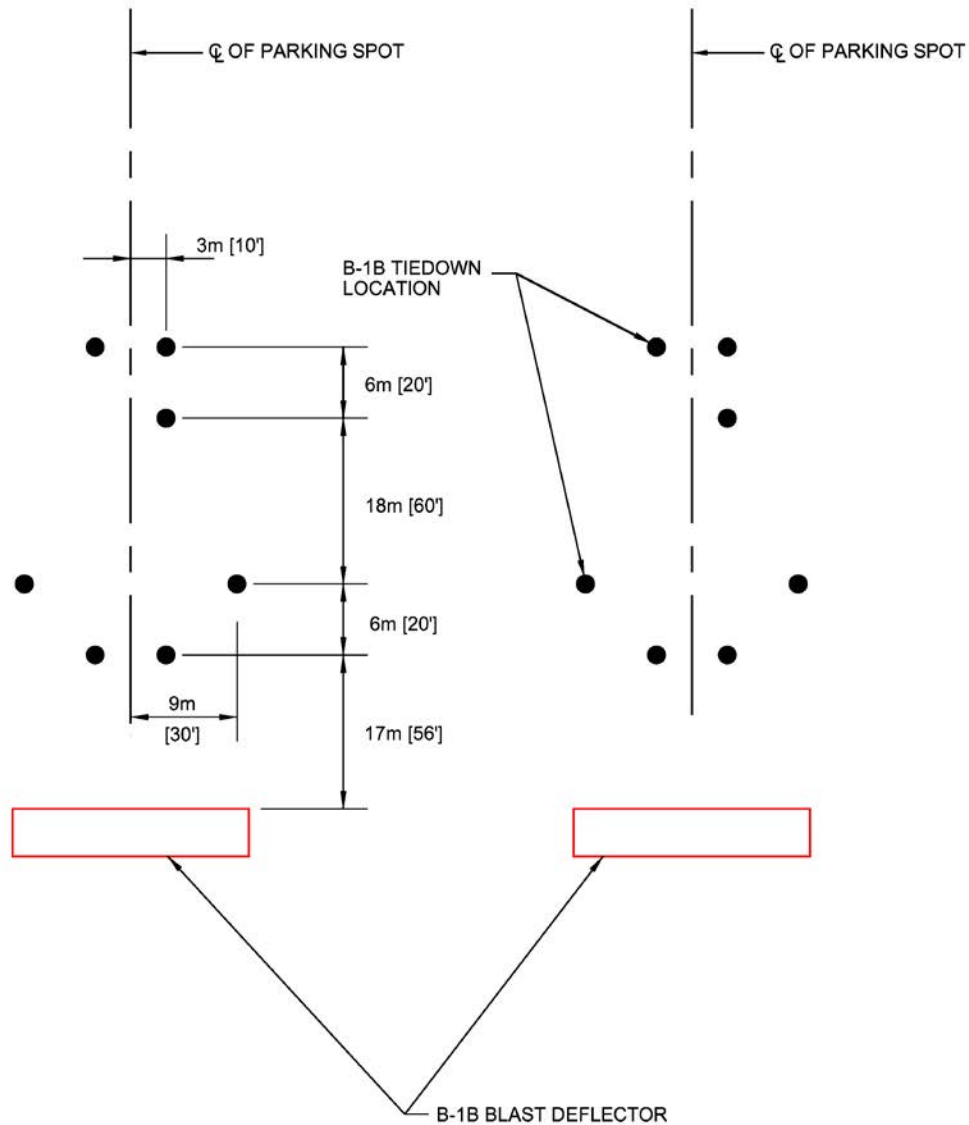 ℄ OF PARKING SPOT
℄ OF PARKING SPOT
3m [10']
B-1B TIEDOWN
LOCATION
6m [20']
18m [60']
6m [20']
9m
[30']
17m [56']
B-1B BLAST DEFLECTOR